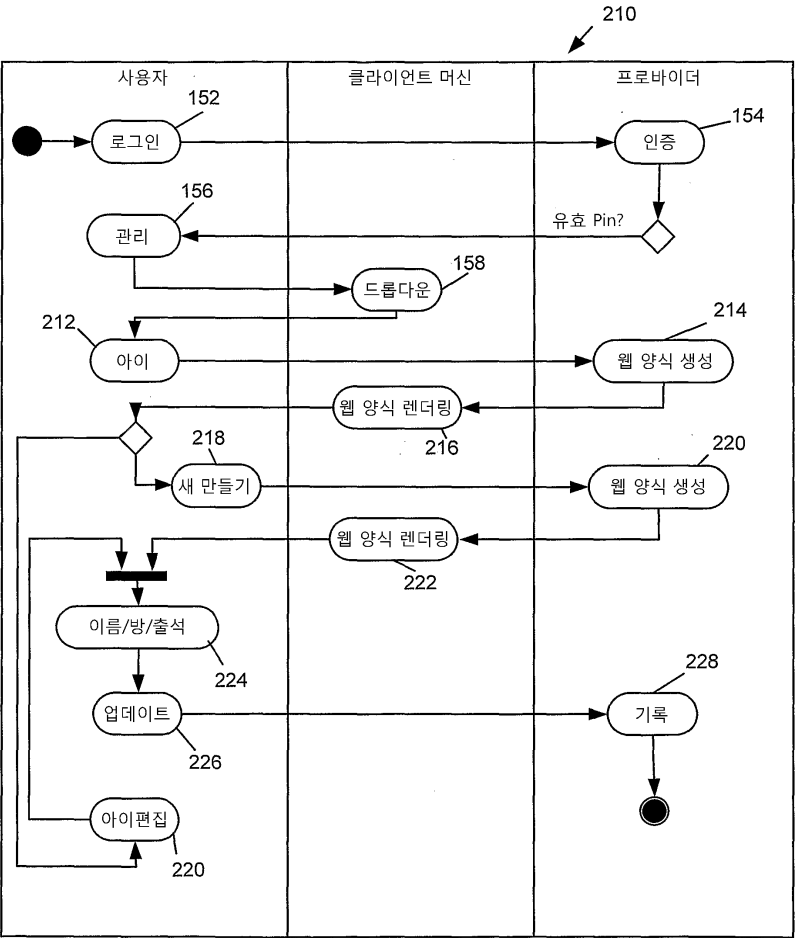 210
사용자
클라이언트 머신
프로바이더
152
로그인
154
인증
156
관리
유효 Pin?
158
드롭다운
212
아이
214
웹 양식 생성
웹 양식 렌더링
216
218
새 만들기
220
웹 양식 생성
웹 양식 렌더링
222
이름/방/출석
224
228
업데이트
기록
226
아이편집
220